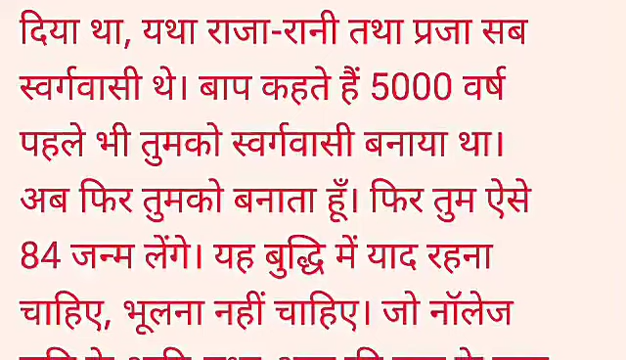 दिया था, यथा राजा-रानी तथा प्रजा सब
स्वर्गवासी थे। बाप कहते हैं 5000 वर्ष
पहले भी तुमको स्वर्गवासी बनाया था।
अब फिर तुमको बनाता हूँ। फिर तुम ऐसे
84 जन्म लेंगे। यह बुद्धि में याद रहना
चाहिए, भूलना नहीं चाहिए। जो नॉलेज